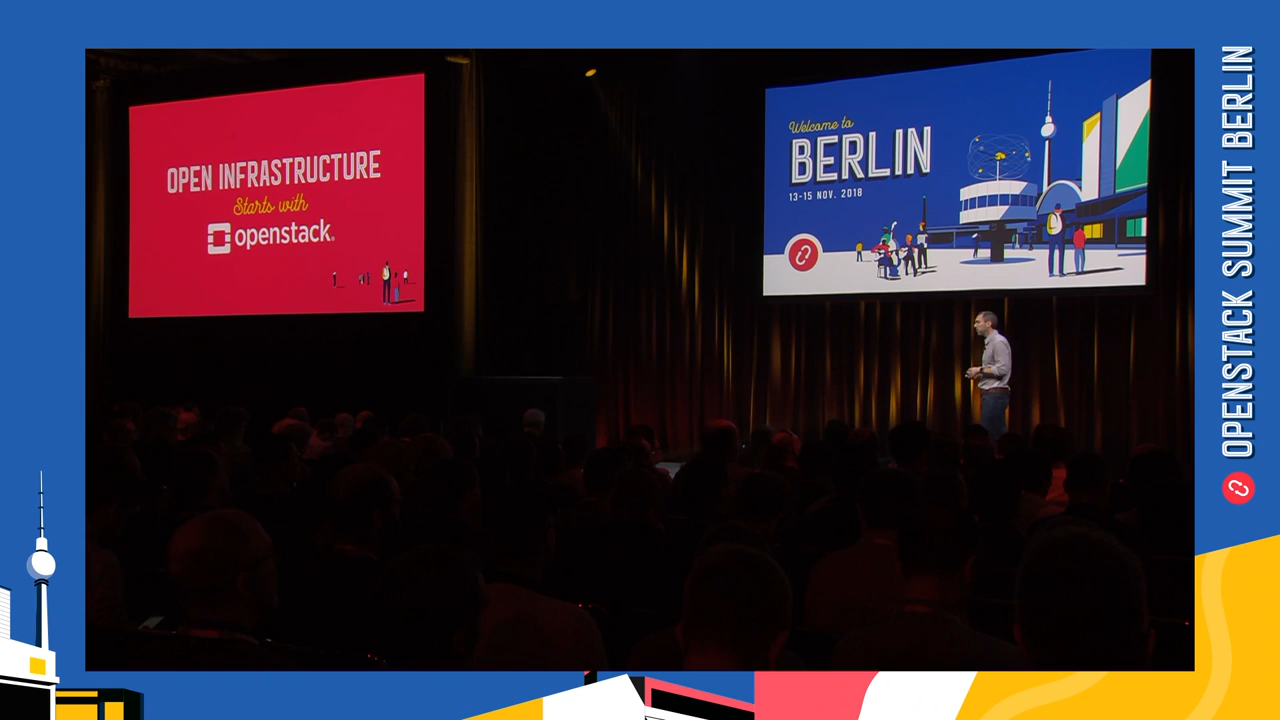 OPEN INFRASTRUCTURE
Starts with
openstack.
Welcome to
BERLIN
13-15 NOV. 2018
OPENSTACK SUMMIT BERLIN